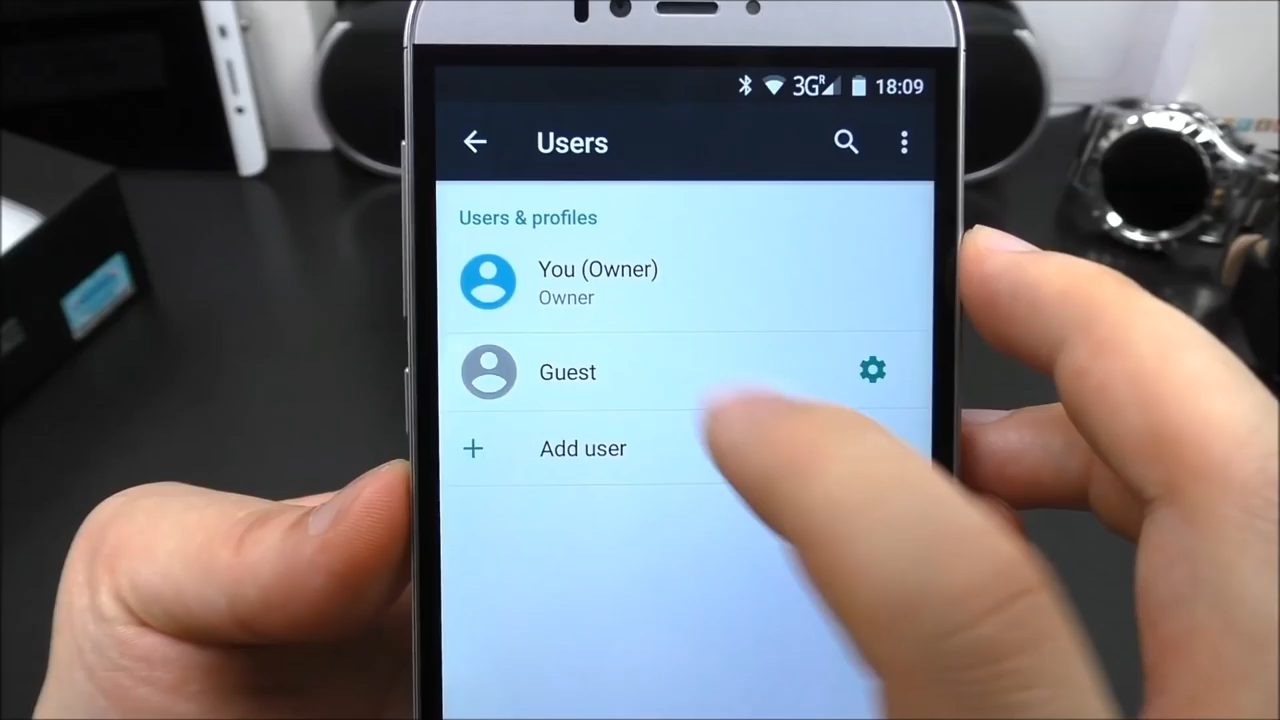 3G R 18:09
Users
Users & profiles
You (Owner)
Owner
Guest
Add user